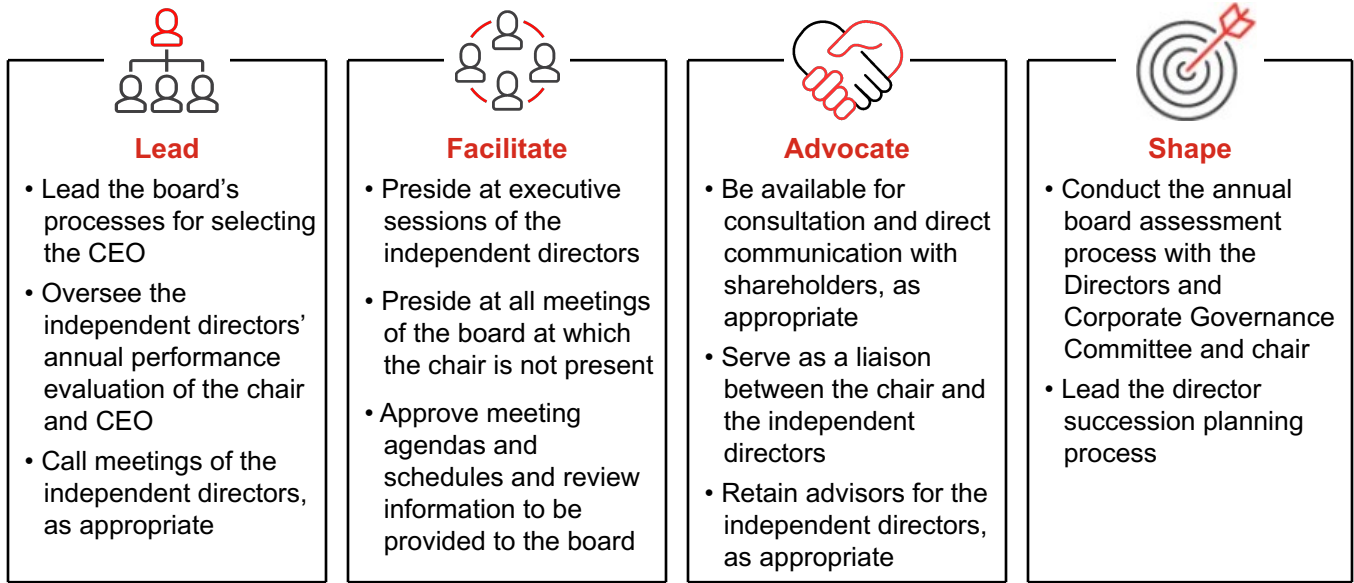 Lead
• Lead the board’s
processes for selecting
the CEO
• Oversee the
independent directors’
annual performance
evaluation of the chair
and CEO
• Call meetings of the
independent directors,
as appropriate
Facilitate
• Preside at executive
sessions of the
independent directors
• Preside at all meetings
of the board at which
the chair is not present
• Approve meeting
agendas and
schedules and review
information to be
provided to the board
Advocate
• Be available for
consultation and direct
communication with
shareholders, as
appropriate
• Serve as a liaison
between the chair and
the independent
directors
• Retain advisors for the
independent directors,
as appropriate
Shape
• Conduct the annual
board assessment
process with the
Directors and
Corporate Governance
Committee and chair
• Lead the director
succession planning
process